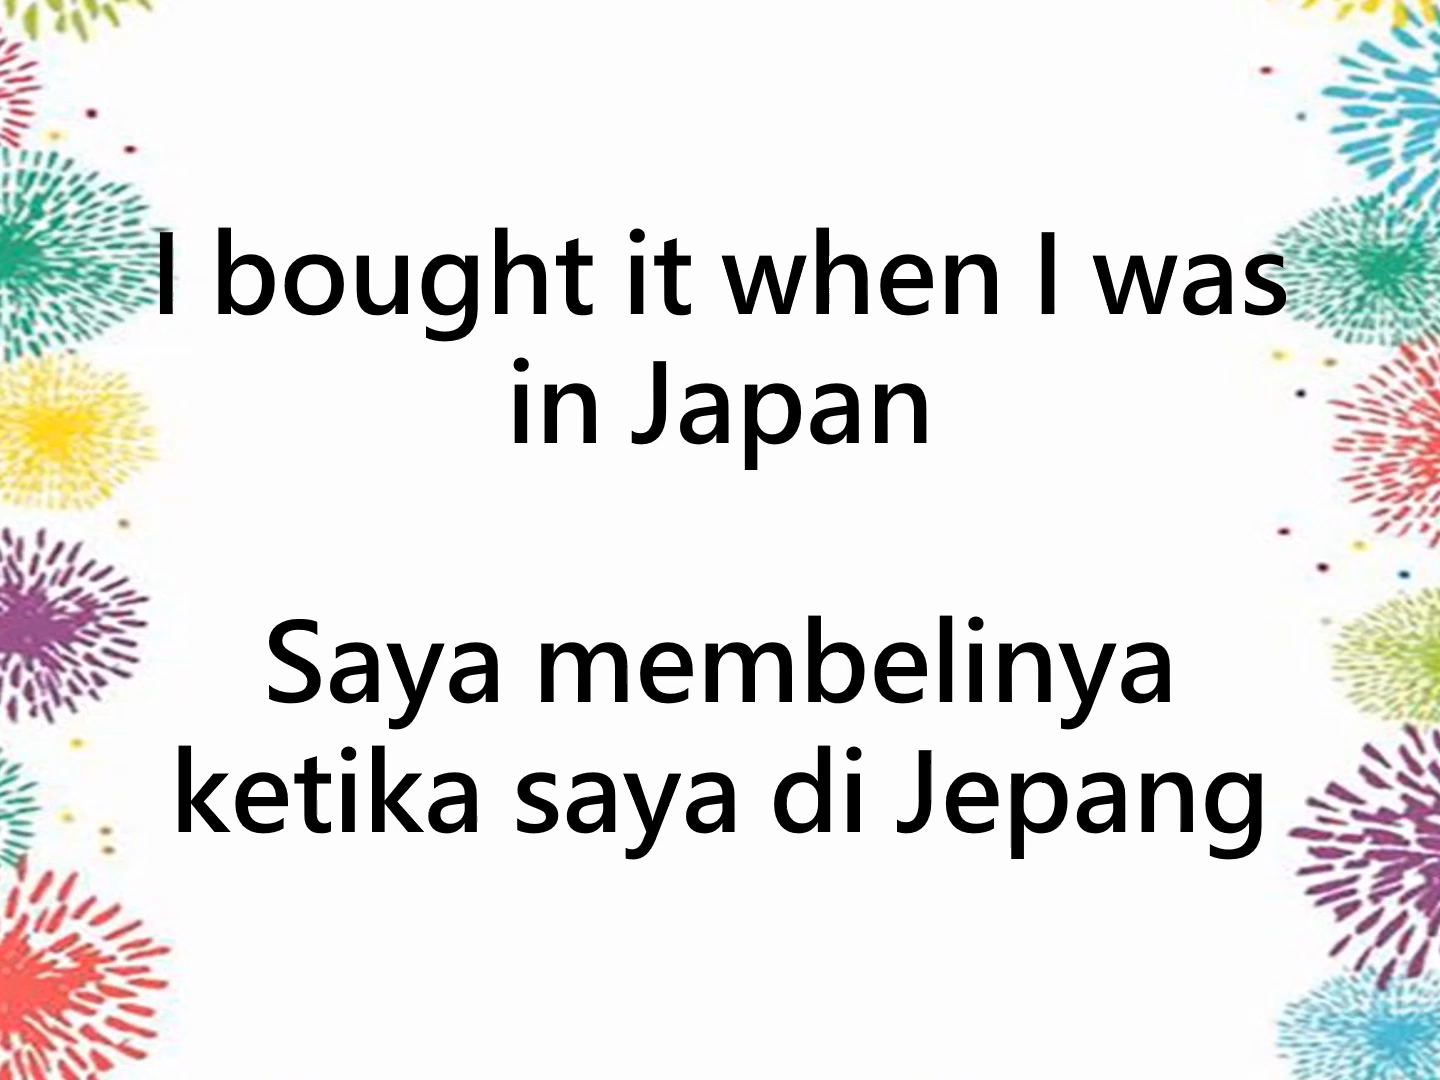 I bought it when I was
in Japan
Saya membelinya
ketika saya di Jepang